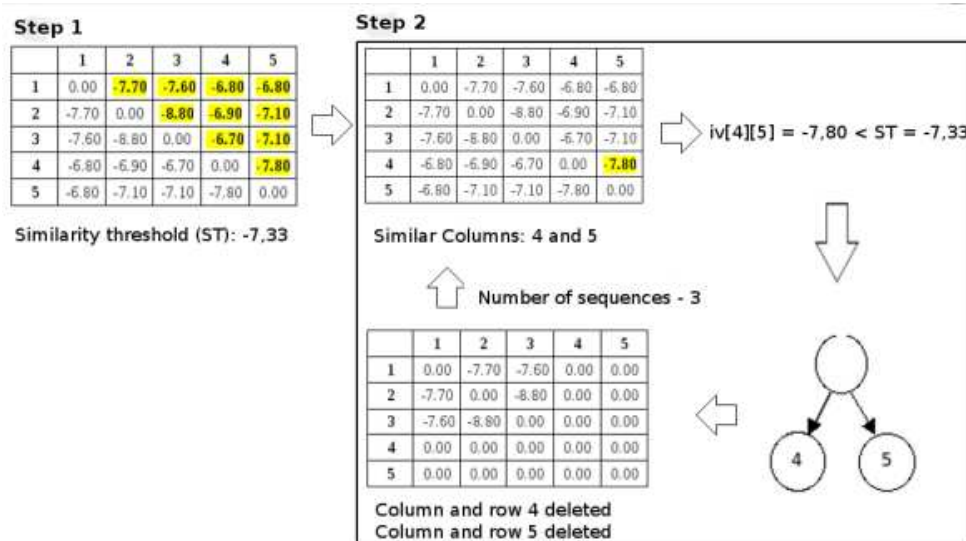 Step 1
1 2 3 4 5
1 0.00 -7.70 -7.60 -6.80 -6.80
2 -7.70 0.00 -8.80 -6.90 -7.10
3 -7.60 -8.80 0.00 -6.70 -7.10
4 -6.80 -6.90 -6.70 0.00 -7.80
5 -6.80 -7.10 -7.10 -7.80 0.00
Similarity threshold (ST): -7,33
Step 2
1 2 3 4 5
1 0.00 -7.70 -7.60 -6.80 -6.80
2 -7.70 0.00 -8.80 -6.90 -7.10
3 -7.60 -8.80 0.00 -6.70 -7.10
4 -6.80 -6.90 -6.70 0.00 -7.80
5 -6.80 -7.10 -7.10 -7.80 0.00
Similar Columns: 4 and 5
iv[4][5] = -7,80 < ST = -7,33
4 5
Number of sequences - 3
1 2 3 4 5
1 0.00 -7.70 -7.60 0.00 0.00
2 -7.70 0.00 -8.80 0.00 0.00
3 -7.60 -8.80 0.00 0.00 0.00
4 0.00 0.00 0.00 0.00 0.00
5 0.00 0.00 0.00 0.00 0.00
Column and row 4 deleted
Column and row 5 deleted